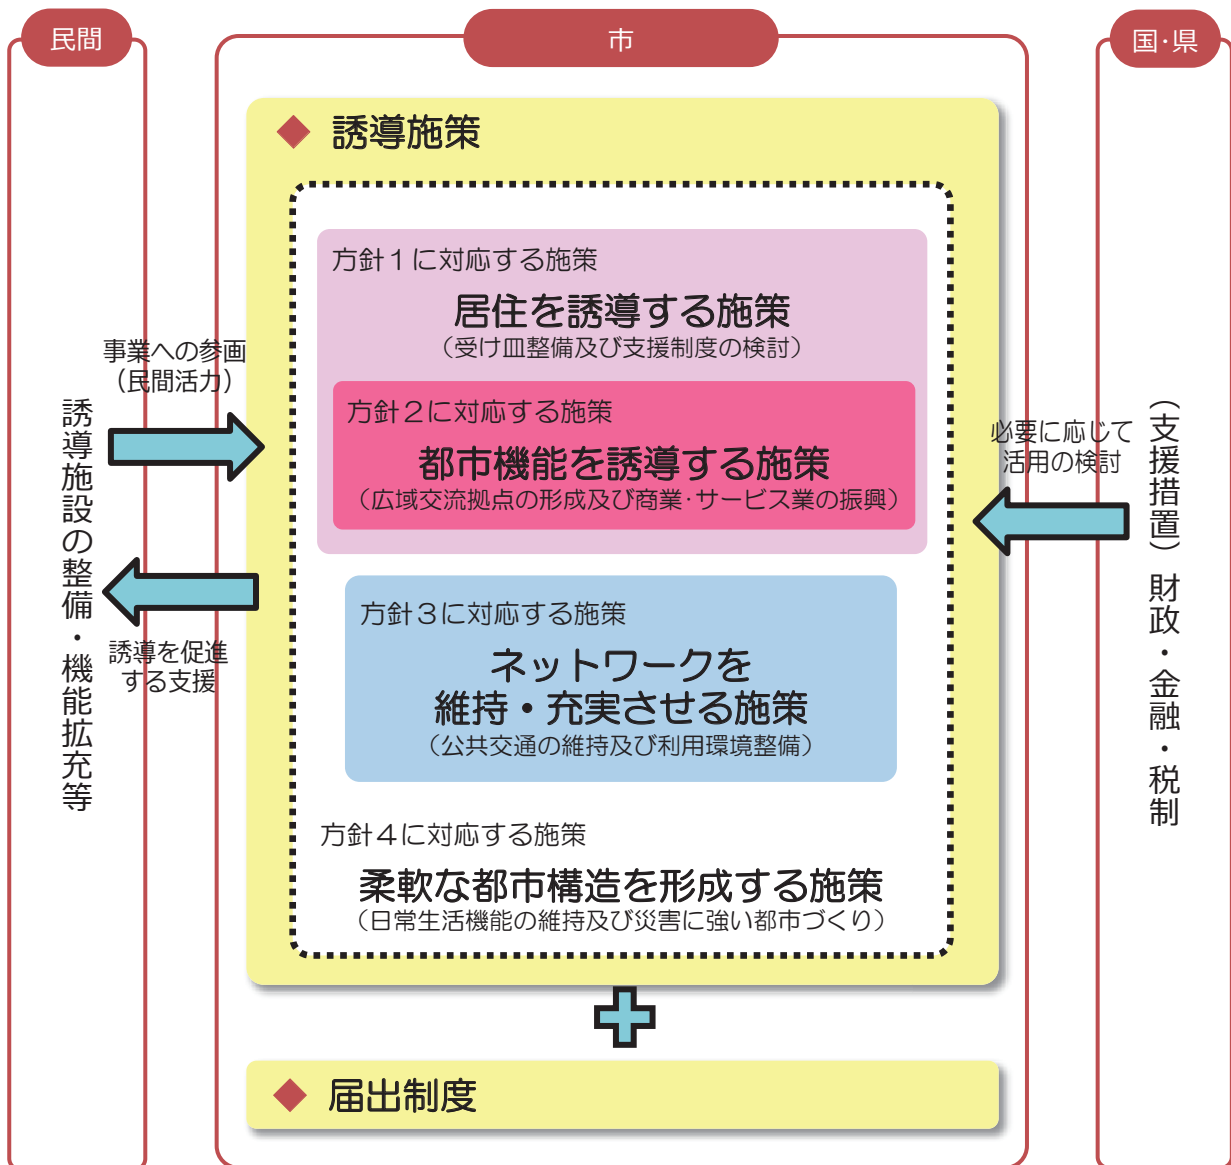 民間
市
国・県
◆ 誘導施策
方針１に対応する施策
居住を誘導する施策
（受け皿整備及び支援制度の検討）
方針２に対応する施策
都市機能を誘導する施策
（広域交流拠点の形成及び商業・サービス業の振興）
方針３に対応する施策
ネットワークを
維持・充実させる施策
（公共交通の維持及び利用環境整備）
方針４に対応する施策
柔軟な都市構造を形成する施策
（日常生活機能の維持及び災害に強い都市づくり）
◆ 届出制度
事業への参画
（民間活力）
誘導施設の整備・機能拡充等
誘導を促進
する支援
必要に応じて
活用の検討
（支援措置）財政・金融・税制